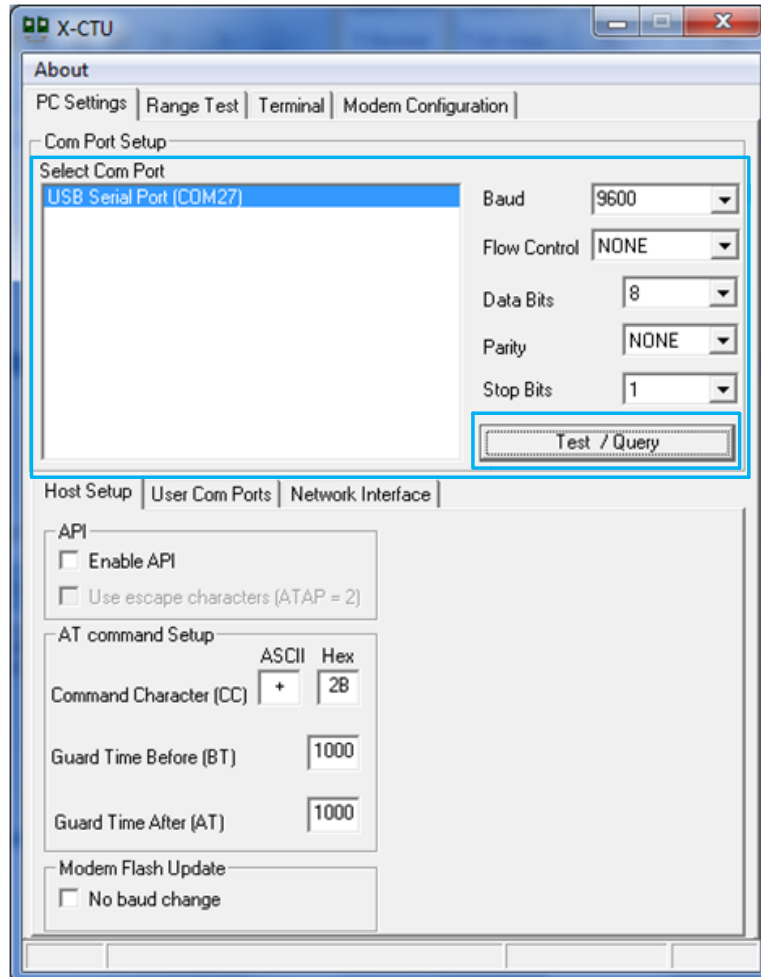 X-CTU
About
PC Settings Range Test Terminal Modem Configuration
Com Port Setup
Select Com Port
USB Serial Port (COM27)
Baud 9600
Flow Control NONE
Data Bits 8
Parity NONE
Stop Bits 1
Test / Query
Host Setup User Com Ports Network Interface
API
Enable API
Use escape characters (ATAP = 2)
AT command Setup
ASCII Hex
Command Character (CC) + 2B
Guard Time Before (BT) 1000
Guard Time After (AT) 1000
Modem Flash Update
No baud change